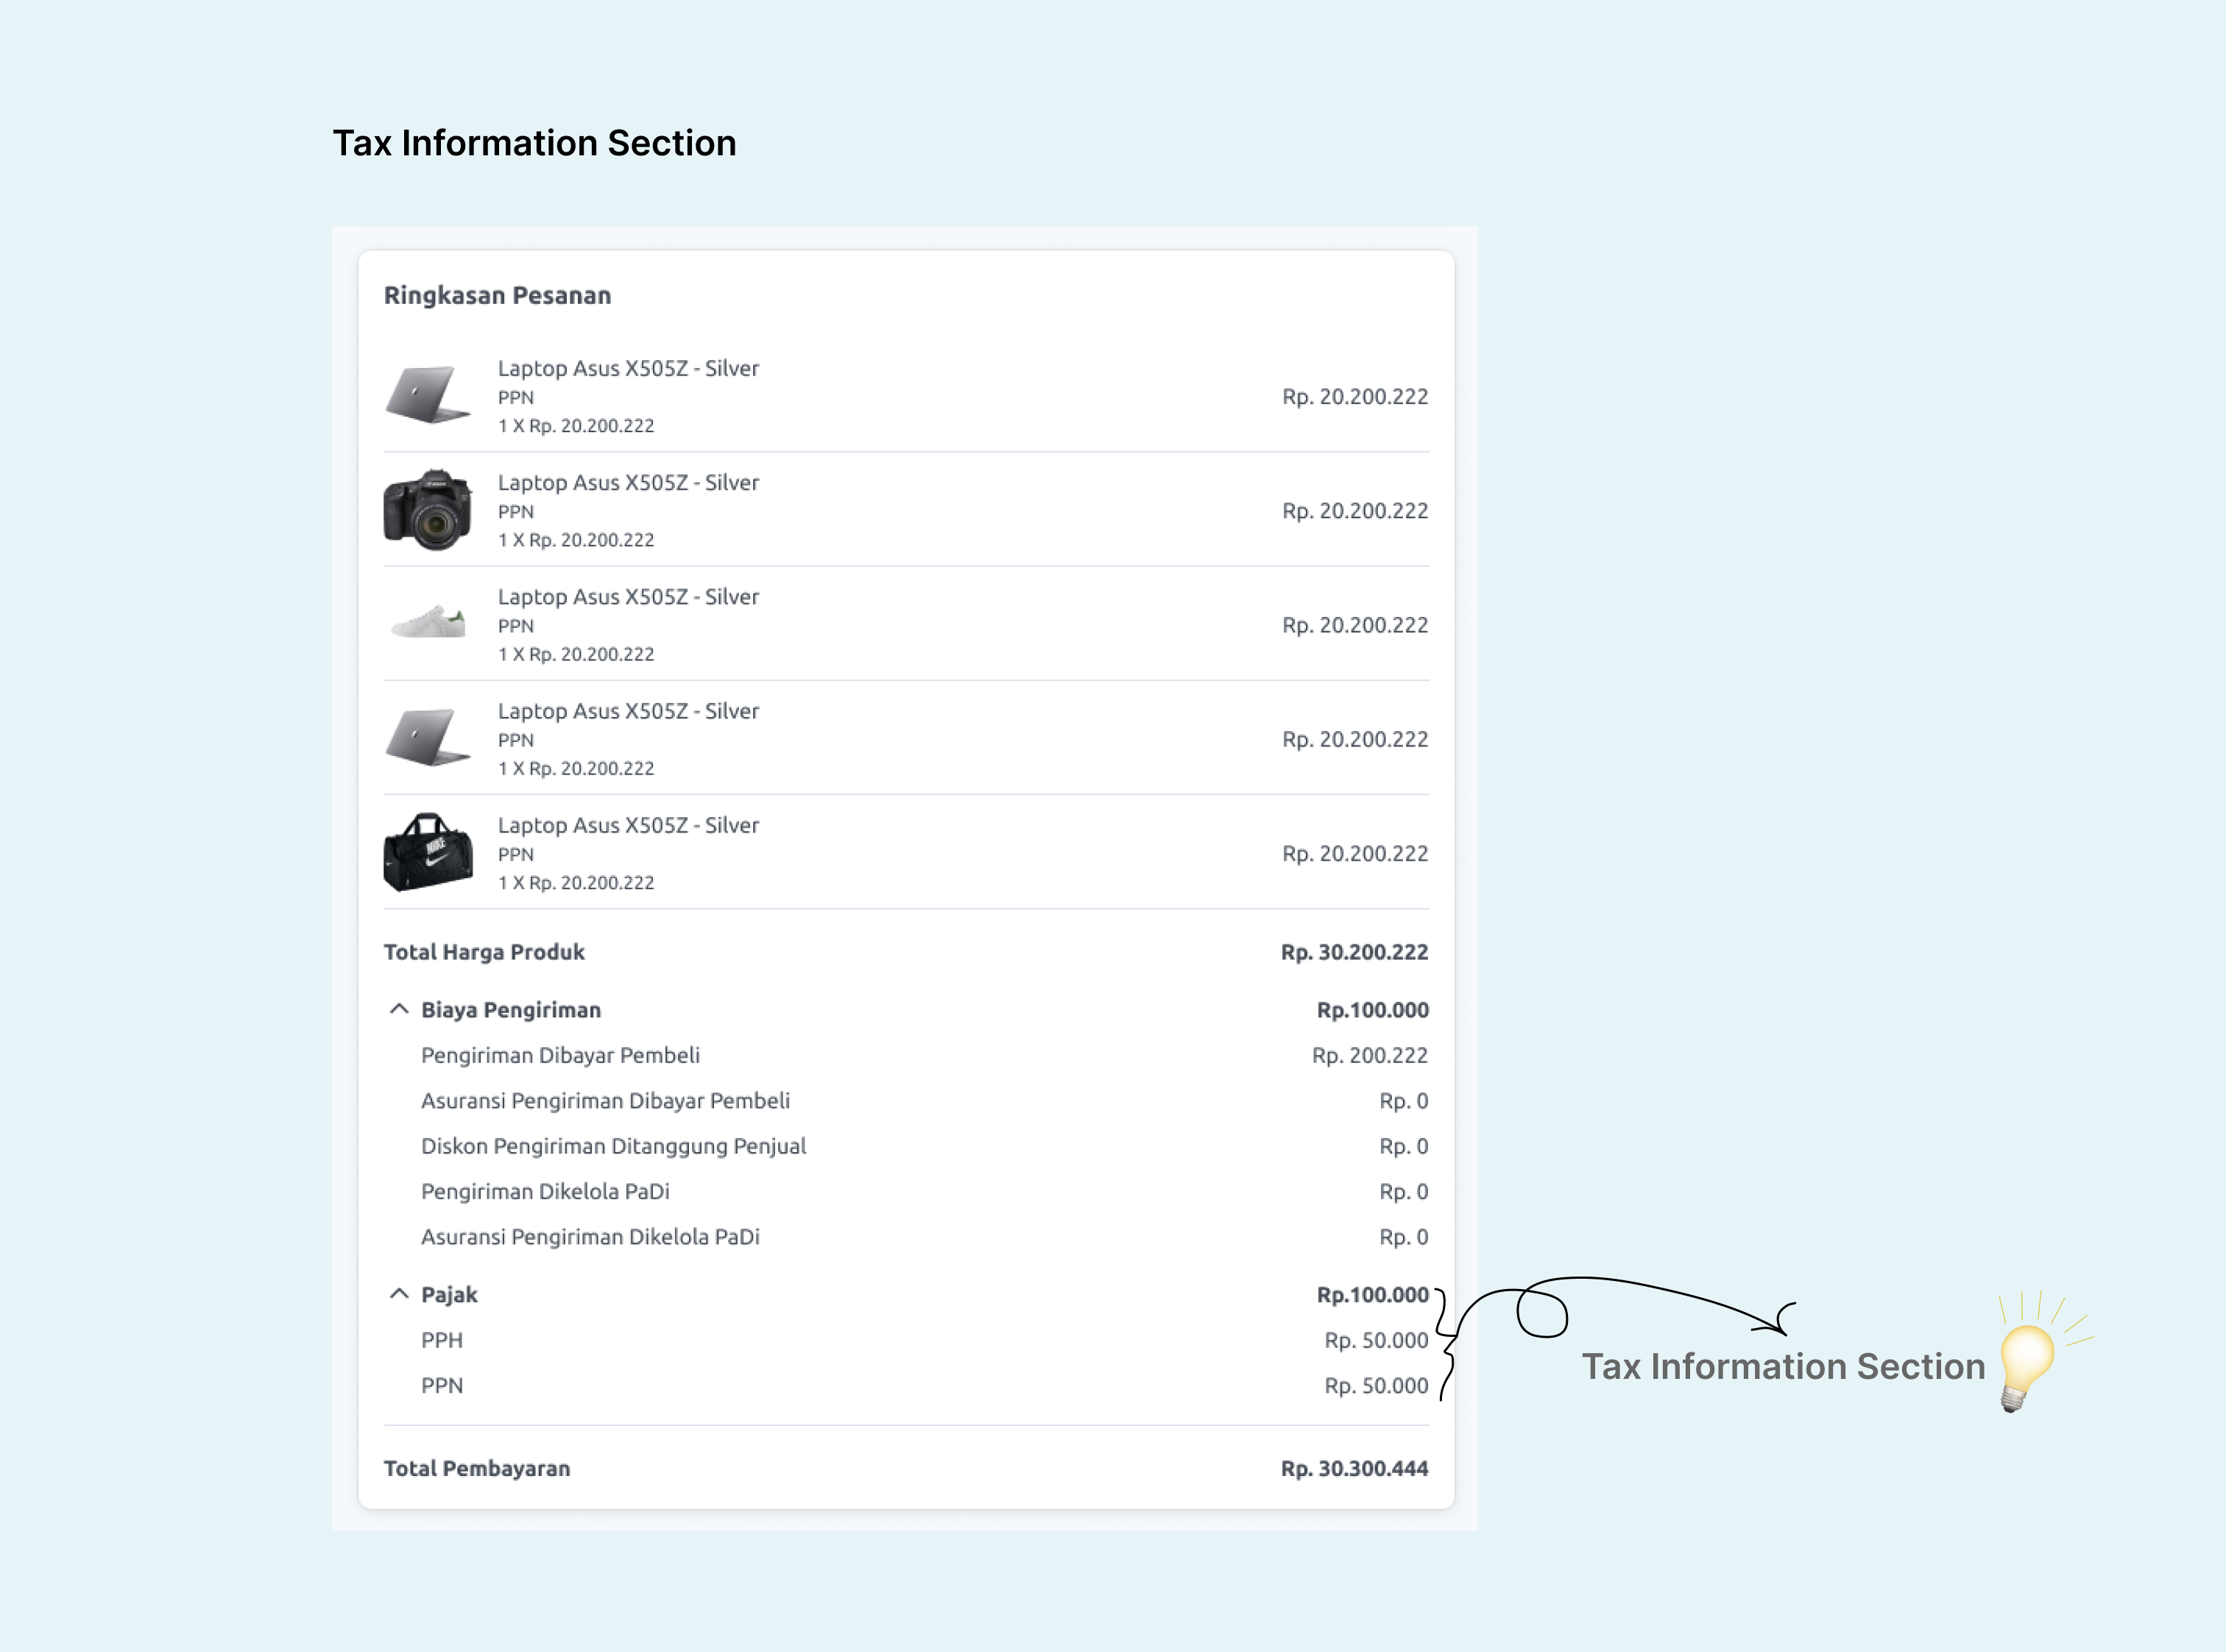 Tax Information Section
Ringkasan Pesanan
Laptop Asus X505Z - Silver
PPN
1 X Rp. 20.200.222
Rp. 20.200.222
Laptop Asus X505Z - Silver
PPN
1 X Rp. 20.200.222
Rp. 20.200.222
Laptop Asus X505Z - Silver
PPN
1 X Rp. 20.200.222
Rp. 20.200.222
Laptop Asus X505Z - Silver
PPN
1 X Rp. 20.200.222
Rp. 20.200.222
NIKE
Laptop Asus X505Z - Silver
PPN
1 X Rp. 20.200.222
Rp. 20.200.222
Total Harga Produk Rp. 30.200.222
Biaya Pengiriman Rp.100.000
Pengiriman Dibayar Pembeli Rp. 200.222
Asuransi Pengiriman Dibayar Pembeli Rp. 0
Diskon Pengiriman Ditanggung Penjual Rp. 0
Pengiriman Dikelola PaDi Rp. 0
Asuransi Pengiriman Dikelola PaDi Rp. 0
Pajak Rp.100.000
PPH Rp. 50.000
PPN Rp. 50.000
Tax Information Section
Total Pembayaran Rp. 30.300.444